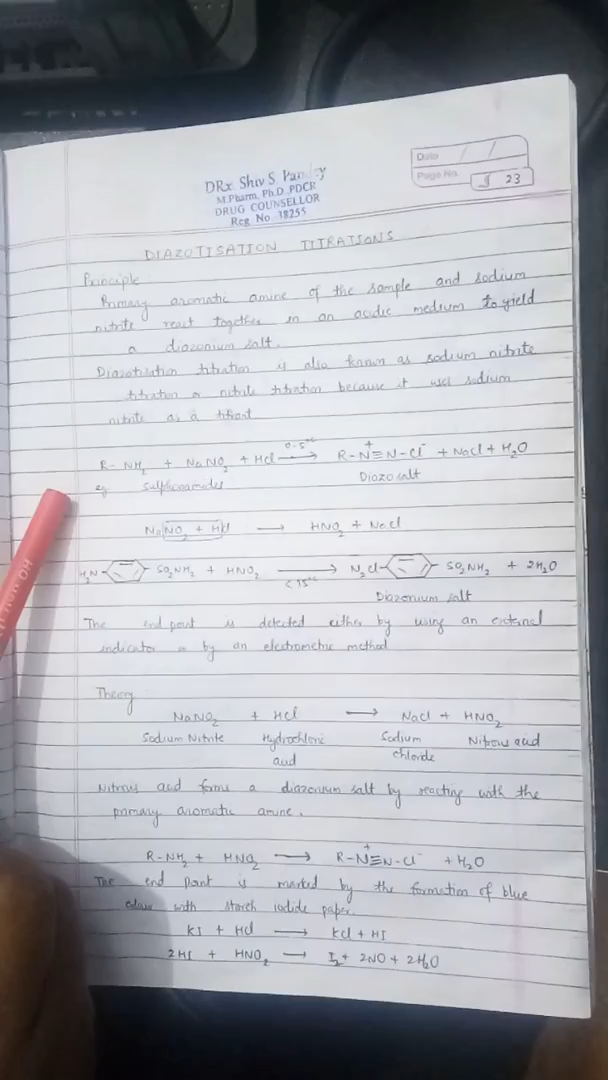 DRx. Shiv S. Pandey
M.Pharm, Ph.D. PDCR
DRUG COUNSELLOR
Reg. No. 18255
Date / /
Page No. 23
DIAZOTISATION TITRATIONS
Principle
Primary aromatic amine of the sample and sodium
nitrite react together in an acidic medium to yield
a diazonium salt.
Diazotisation titration is also known as sodium nitrite
titration or nitrite titration because it uses sodium
nitrite as a titrant
R-NH₂ + NaNO₂ + HCl —0-5°C→ R-N⁺≡N-Cl⁻ + NaCl + H₂O
eg Sulphonamides Diazo salt
NaNO₂ + HCl → HNO₂ + NaCl
H₂N- -SO₂NH₂ + HNO₂ —<15°C→ N₂Cl- -SO₂NH₂ + 2H₂O
Diazonium salt
The end point is detected either by using an external
indicator or by an electrometric method
Theory
NaNO₂ + HCl → NaCl + HNO₂
Sodium Nitrite Hydrochloric Sodium Nitrous acid
acid chloride
Nitrous acid forms a diazonium salt by reacting with the
primary aromatic amine.
R-NH₂ + HNO₂ → R-N⁺≡N-Cl⁻ + H₂O
The end point is marked by the formation of blue
colour with starch iodide paper.
KI + HCl → KCl + HI
2HI + HNO₂ → I₂+ 2NO + 2H₂O